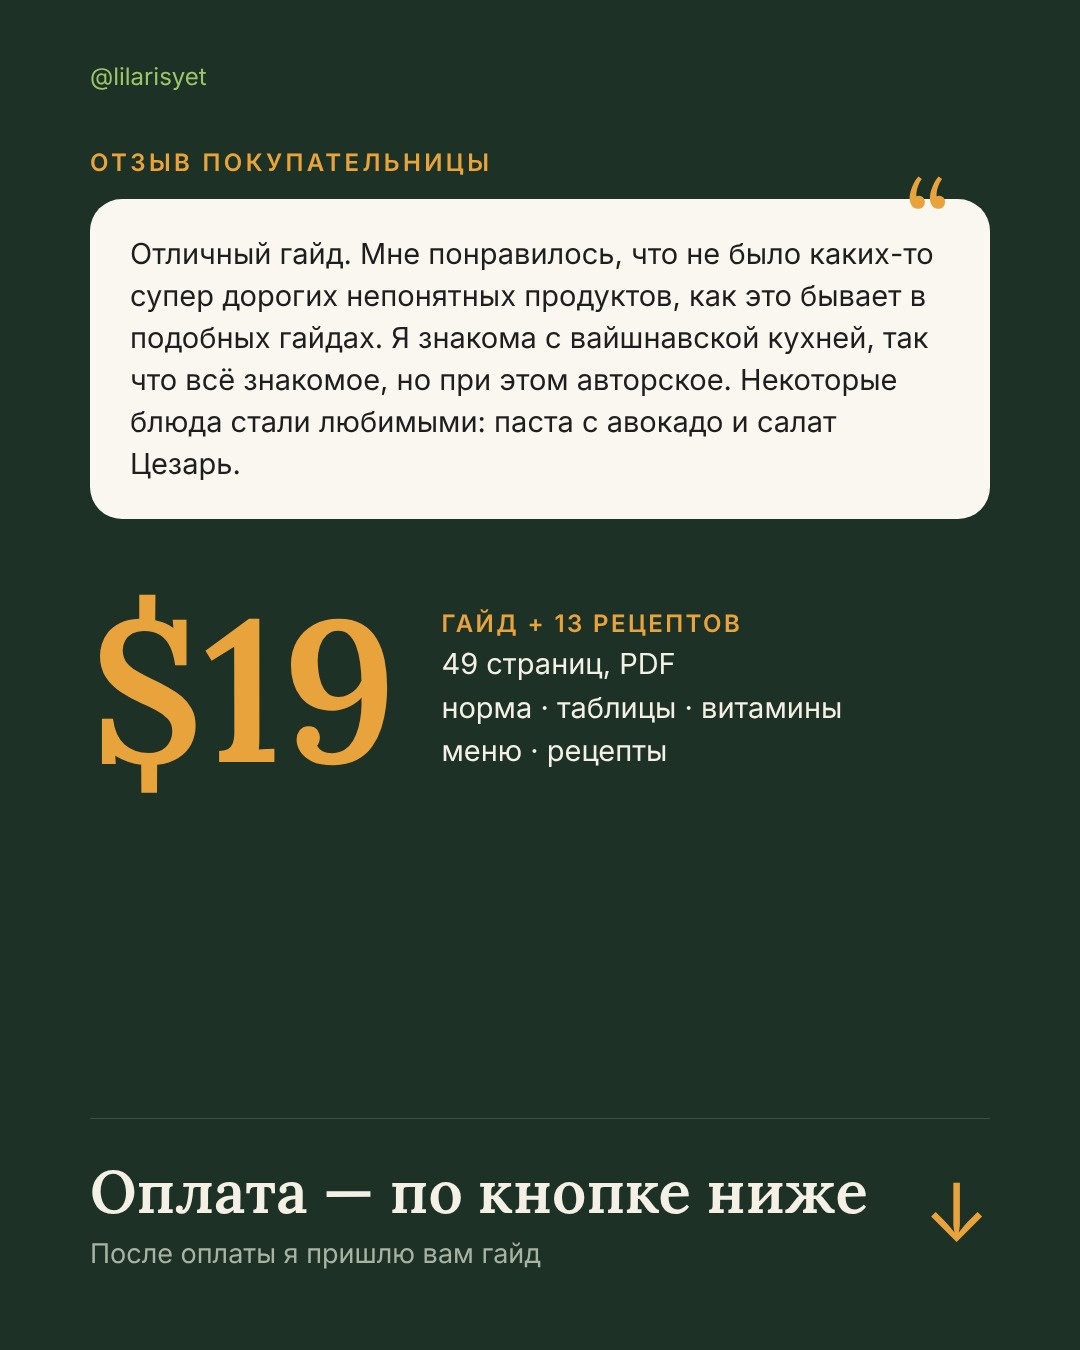 @lilarisyet
ОТЗЫВ ПОКУПАТЕЛЬНИЦЫ
“
Отличный гайд. Мне понравилось, что не было каких-то
супер дорогих непонятных продуктов, как это бывает в
подобных гайдах. Я знакома с вайшнавской кухней, так
что всё знакомое, но при этом авторское. Некоторые
блюда стали любимыми: паста с авокадо и салат
Цезарь.
$19
ГАЙД + 13 РЕЦЕПТОВ
49 страниц, PDF
норма · таблицы · витамины
меню · рецепты
Оплата — по кнопке ниже
↓
После оплаты я пришлю вам гайд